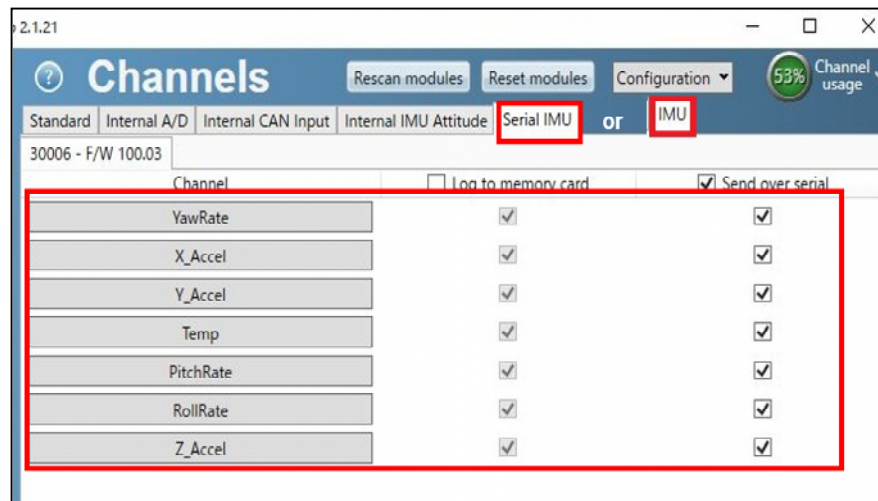 2.1.21
Channels
Rescan modules Reset modules Configuration
53% Channel usage
Standard Internal A/D Internal CAN Input Internal IMU Attitude Serial IMU or IMU
30006 - F/W 100.03
Channel Log to memory card Send over serial
YawRate
X_Accel
Y_Accel
Temp
PitchRate
RollRate
Z_Accel